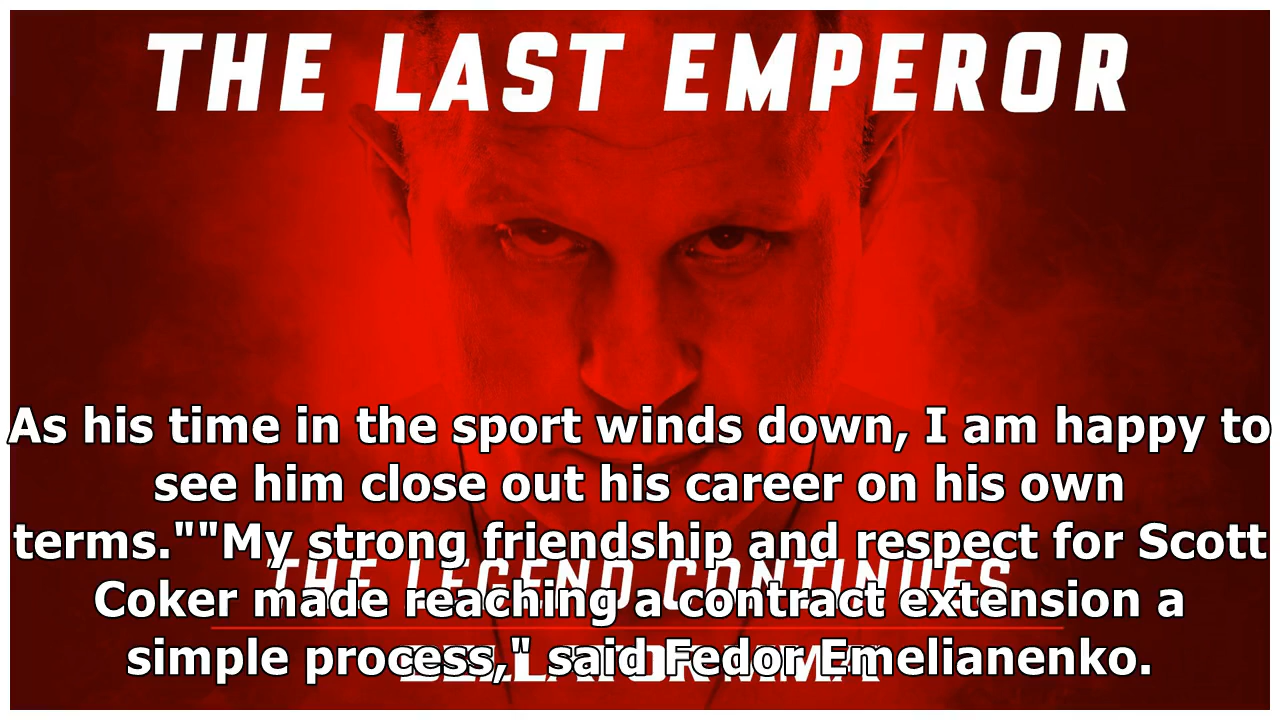 THE LAST EMPEROR
As his time in the sport winds down, I am happy to
see him close out his career on his own
terms.""My strong friendship and respect for Scott
THE LEGEND CONTINUES
Coker made reaching a contract extension a
simple process," said Fedor Emelianenko.
BELLATOR MMA